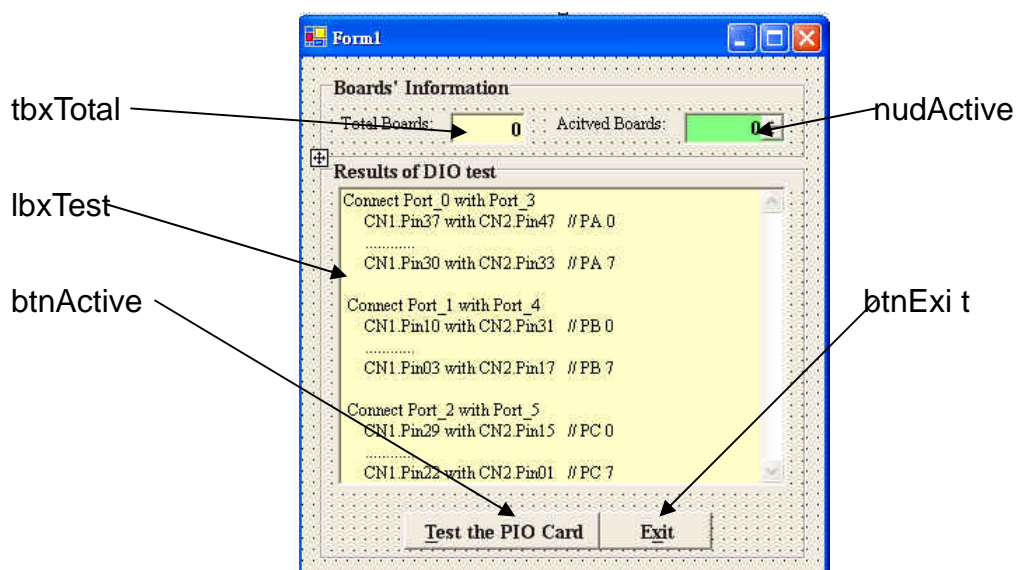 Form1
Boards' Information
tbxTotal
Total Boards: 0
Acitved Boards: 0
nudActive
Results of DIO test
lbxTest
Connect Port_0 with Port_3
CN1.Pin37 with CN2.Pin47 // PA 0
............
CN1.Pin30 with CN2.Pin33 // PA 7
Connect Port_1 with Port_4
CN1.Pin10 with CN2.Pin31 // PB 0
............
CN1.Pin03 with CN2.Pin17 // PB 7
Connect Port_2 with Port_5
CN1.Pin29 with CN2.Pin15 // PC 0
............
CN1.Pin22 with CN2.Pin01 // PC 7
btnActive
btnExi t
Test the PIO Card
Exit